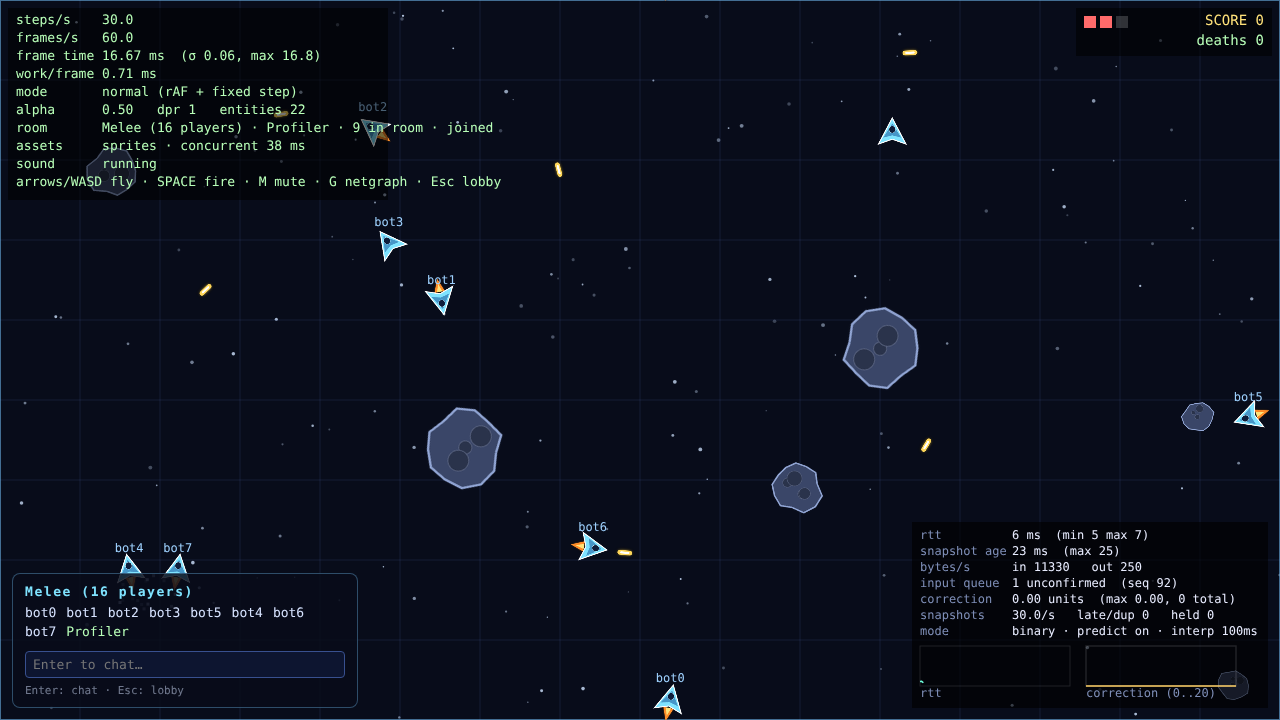 steps/s 30.0
frames/s 60.0
frame time 16.67 ms (σ 0.06, max 16.8)
work/frame 0.71 ms
mode normal (rAF + fixed step)
alpha 0.50 dpr 1 entities 22
room Melee (16 players) · Profiler · 9 in room · joined
assets sprites · concurrent 38 ms
sound running
arrows/WASD fly · SPACE fire · M mute · G netgraph · Esc lobby
SCORE 0
deaths 0
bot2
bot3
bot1
bot5
bot6
bot4 bot7
bot0
Melee (16 players)
bot0 bot1 bot2 bot3 bot5 bot4 bot6
bot7 Profiler
Enter to chat…
Enter: chat · Esc: lobby
rtt 6 ms (min 5 max 7)
snapshot age 23 ms (max 25)
bytes/s in 11330 out 250
input queue 1 unconfirmed (seq 92)
correction 0.00 units (max 0.00, 0 total)
snapshots 30.0/s late/dup 0 held 0
mode binary · predict on · interp 100ms
rtt correction (0..20)